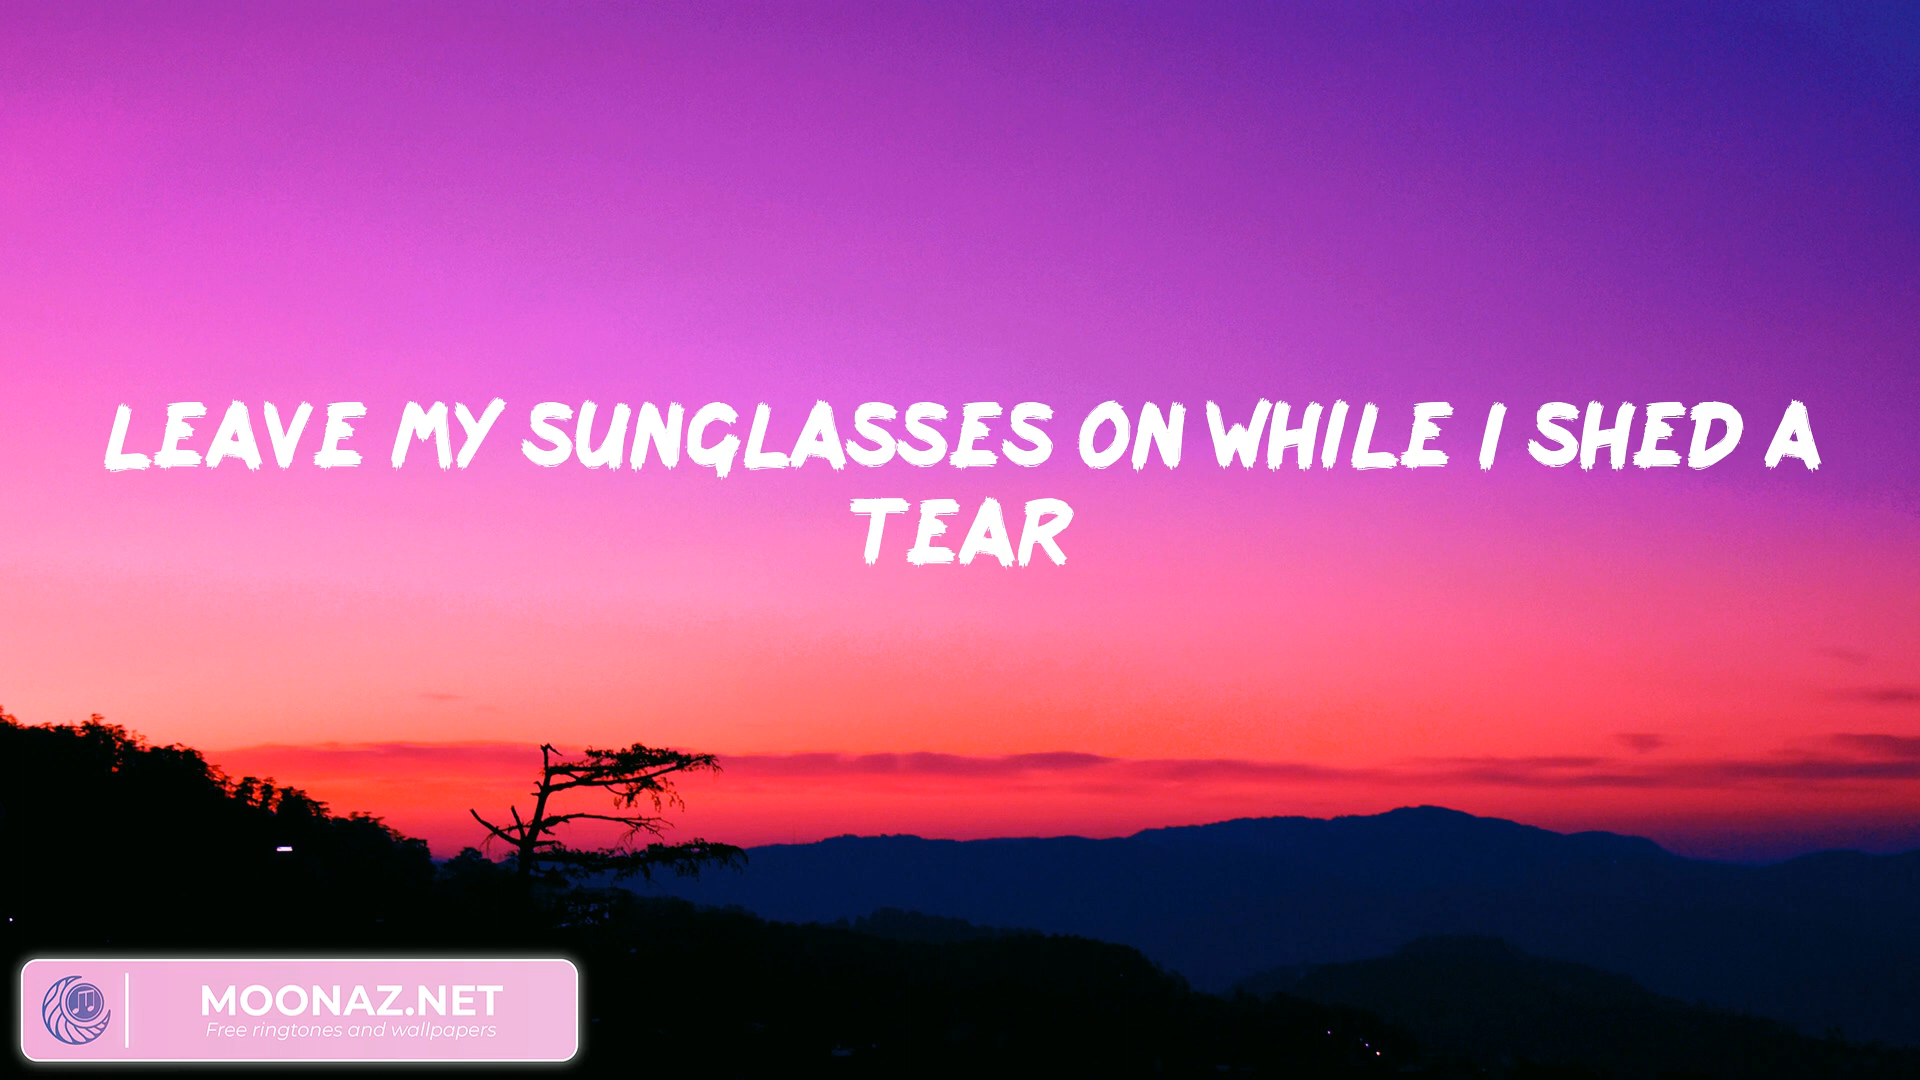 LEAVE MY SUNGLASSES ON WHILE I SHED A
TEAR
MOONAZ.NET
Free ringtones and wallpapers